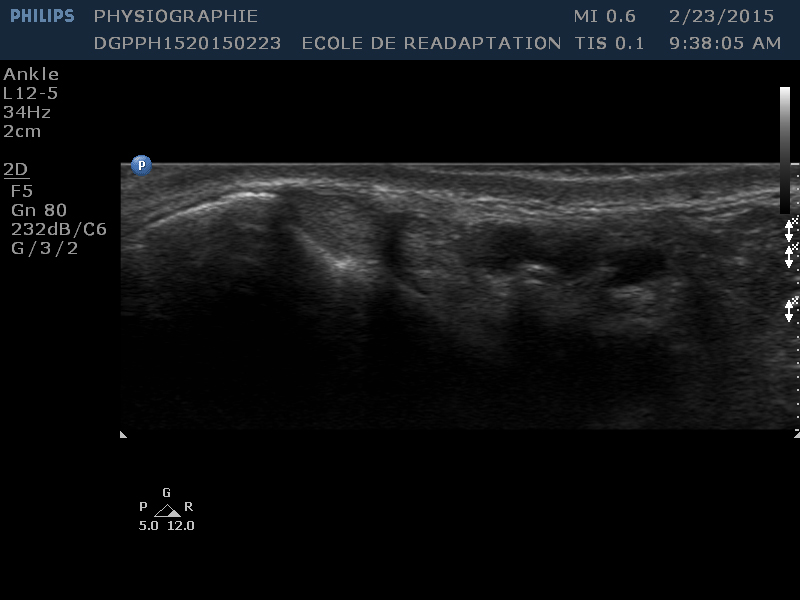 PHILIPS PHYSIOGRAPHIE MI 0.6 2/23/2015
DGPPH1520150223 ECOLE DE READAPTATION TIS 0.1 9:38:05 AM
Ankle
L12-5
34Hz
2cm
P
2D
F5
Gn 80
232dB/C6
G/3/2
G
P R
5.0 12.0